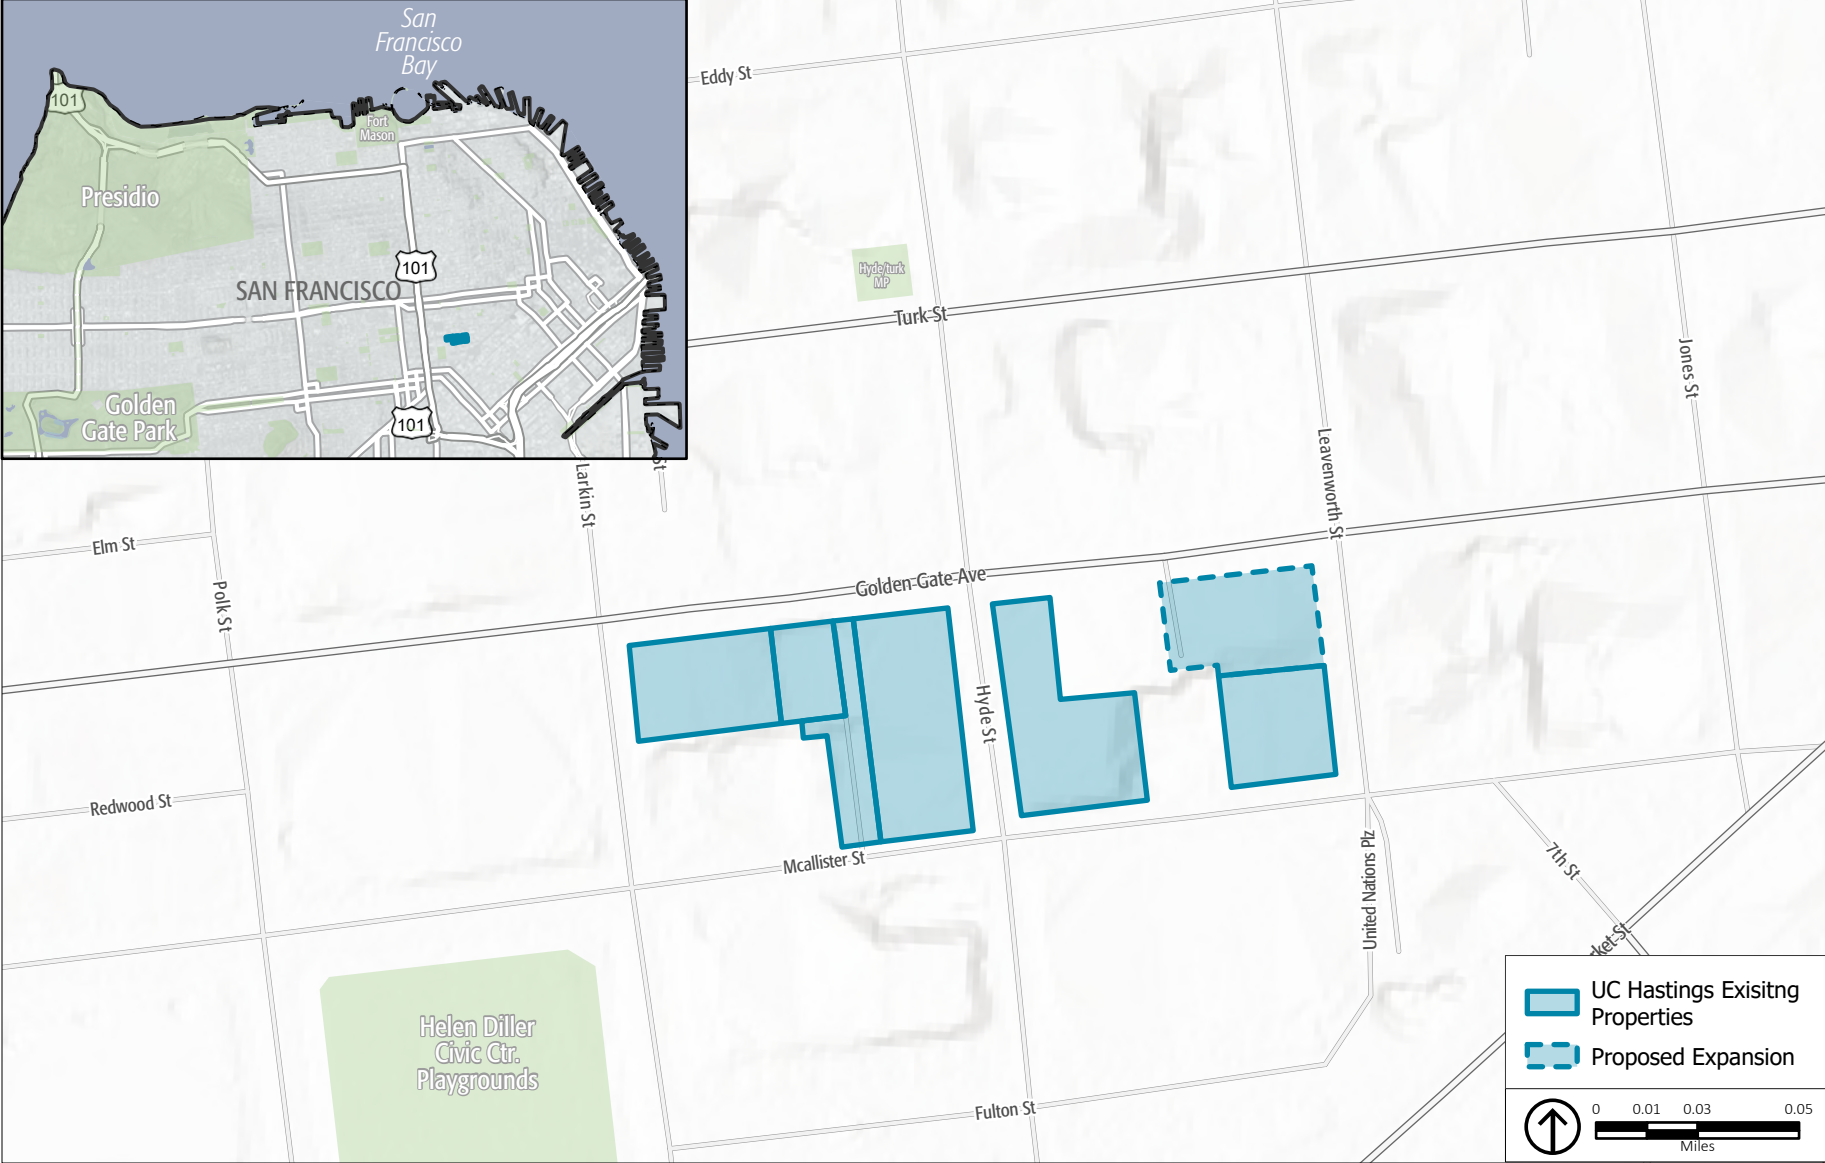 San
Francisco
Bay
101
Fort
Mason
Presidio
101
SAN FRANCISCO
Golden
Gate Park
101
Eddy St
Hyde/turk
MP
Turk St
Jones St
Leavenworth St
Larkin St
St
Elm St
Polk St
Golden Gate Ave
Hyde St
Redwood St
Mcallister St
United Nations Plz
7th St
rket St
Helen Diller
Civic Ctr.
Playgrounds
Fulton St
UC Hastings Exisitng
Properties
Proposed Expansion
0 0.01 0.03 0.05
Miles